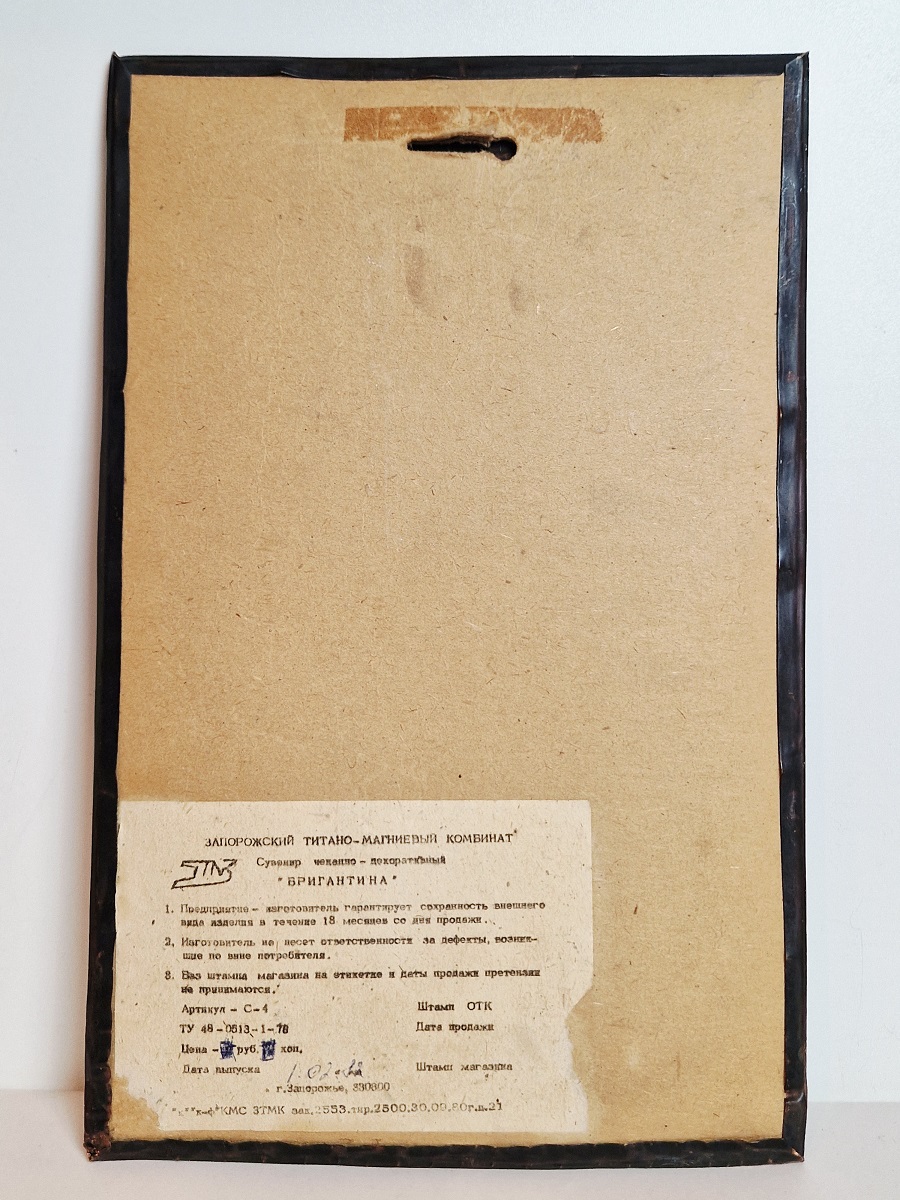 ЗАПОРОЖСКИЙ ТИТАНО-МАГНИЕВЫЙ КОМБИНАТ
Сувенир чеканно-декоративный
"БРИГАНТИНА"
1. Предприятие - изготовитель гарантирует сохранность внешнего
вида изделия в течение 18 месяцев со дня продажи.
2. Изготовитель не несет ответственности за дефекты, возник-
шие по вине потребителя.
3. Без штампа магазина на этикетке и даты продажи претензии
не принимаются.
Артикул - С-4 Штамп ОТК
ТУ 48-0513-1-78 Дата продажи
Цена - руб. коп.
Дата выпуска Штамп магазина
г.Запорожье, 330600
КМС ЗТМК зак.2553.тир.2500.30.09.80г.п.21